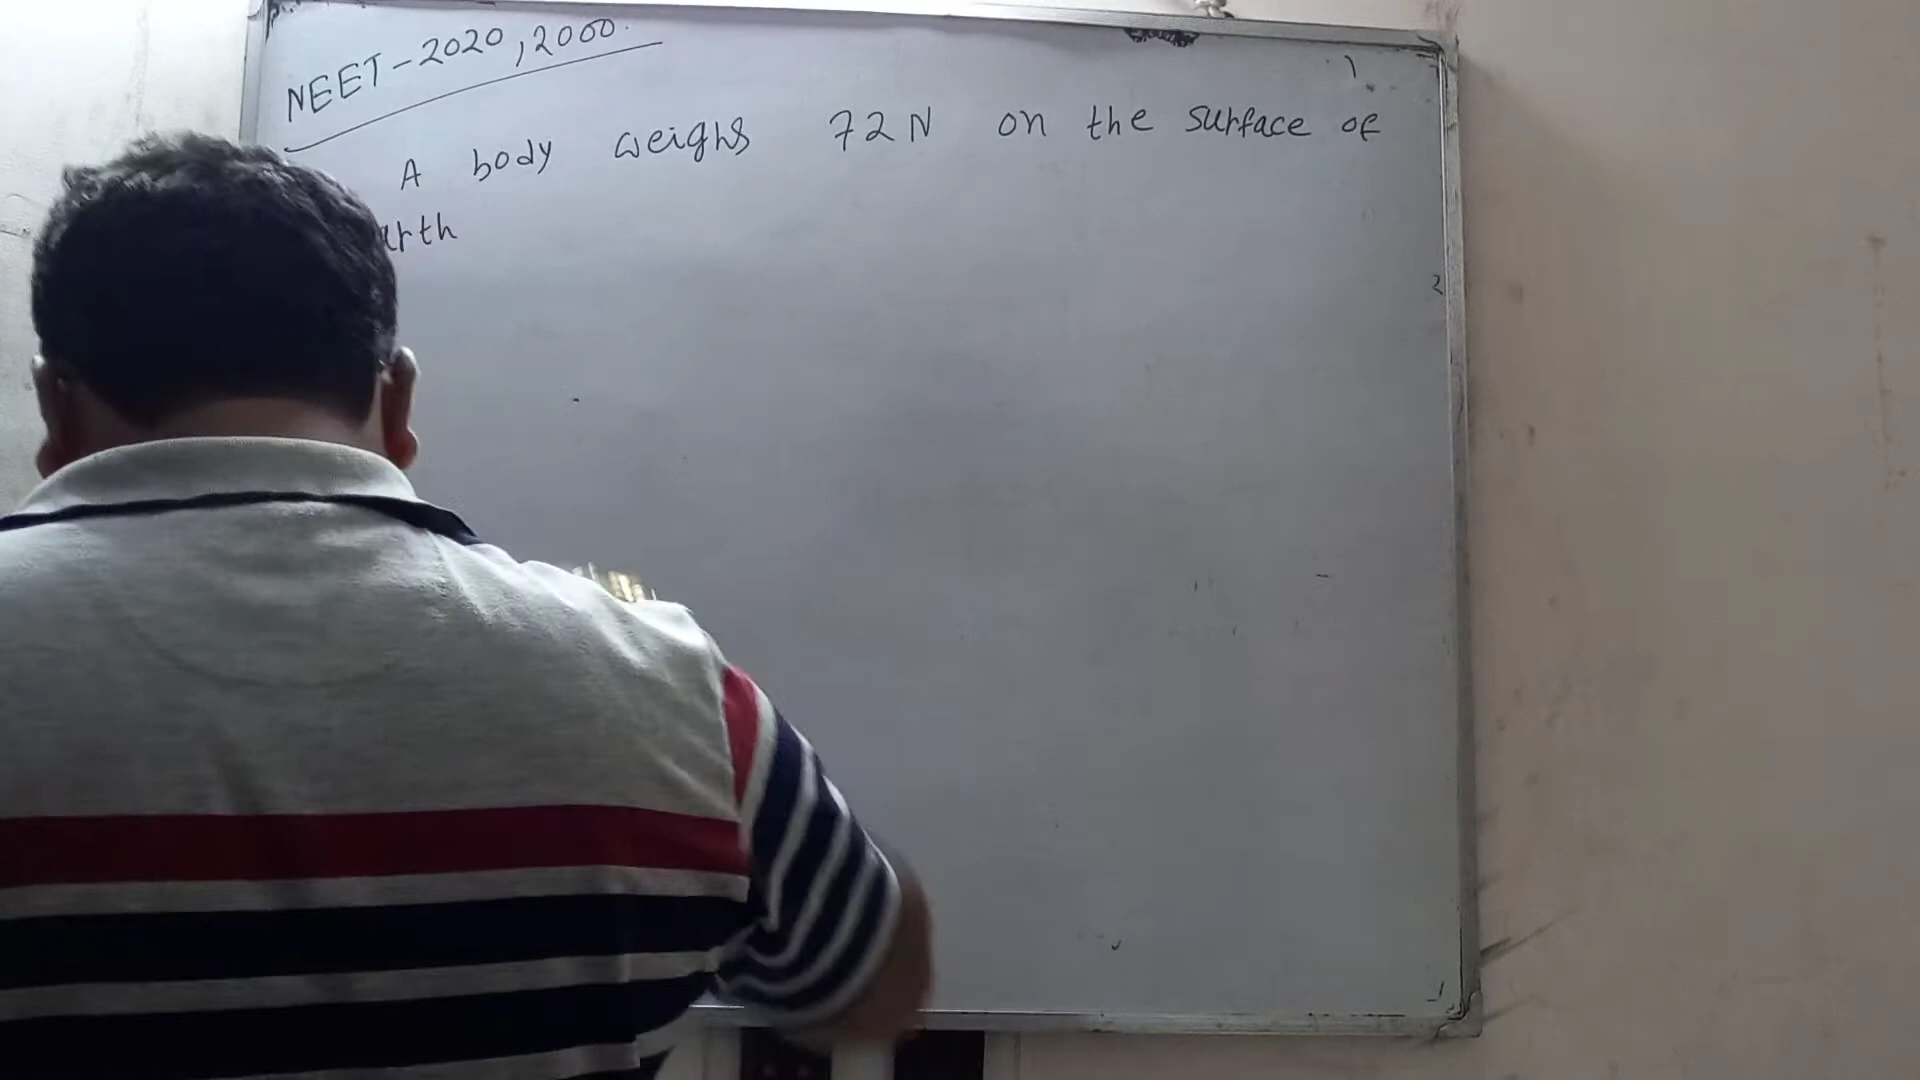 NEET-2020, 2000.
A body weighs 72N on the surface of
arth